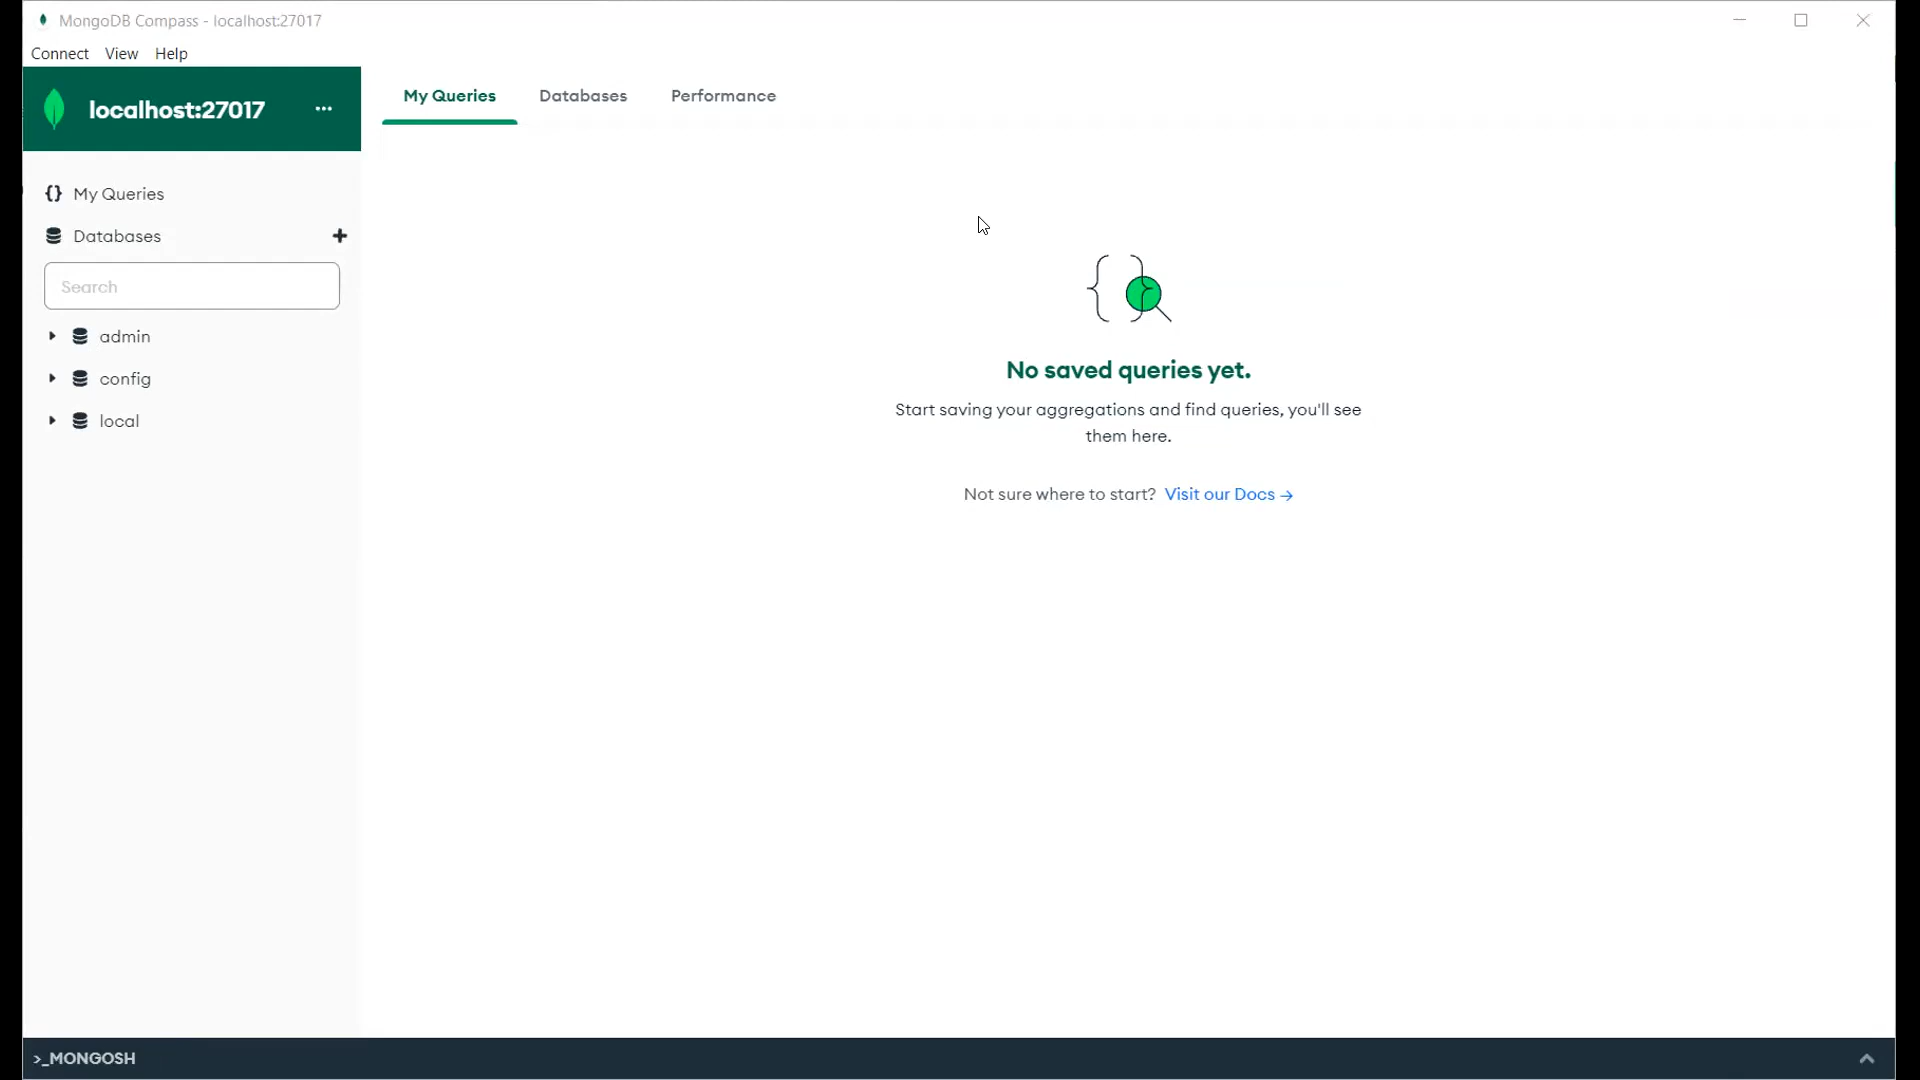 MongoDB Compass - localhost:27017
Connect View Help
localhost:27017 ...
My Queries Databases Performance
{} My Queries
Databases +
Search
admin
config
local
No saved queries yet.
Start saving your aggregations and find queries, you'll see
them here.
Not sure where to start? Visit our Docs →
>_MONGOSH